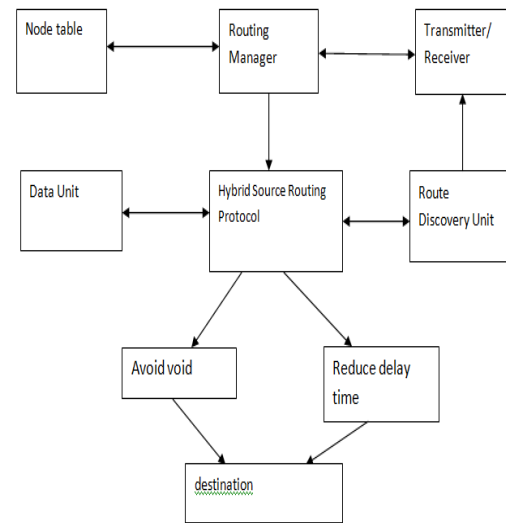 Node table
Routing
Manager
Transmitter/
Receiver
Data Unit
Hybrid Source Routing
Protocol
Route
Discovery Unit
Avoid void
Reduce delay
time
destination